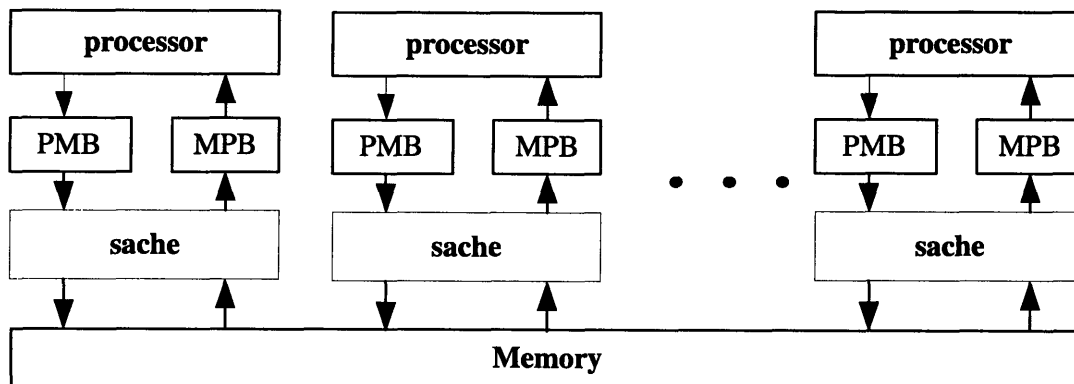 processor processor processor
PMB MPB PMB MPB PMB MPB
sache sache sache
Memory